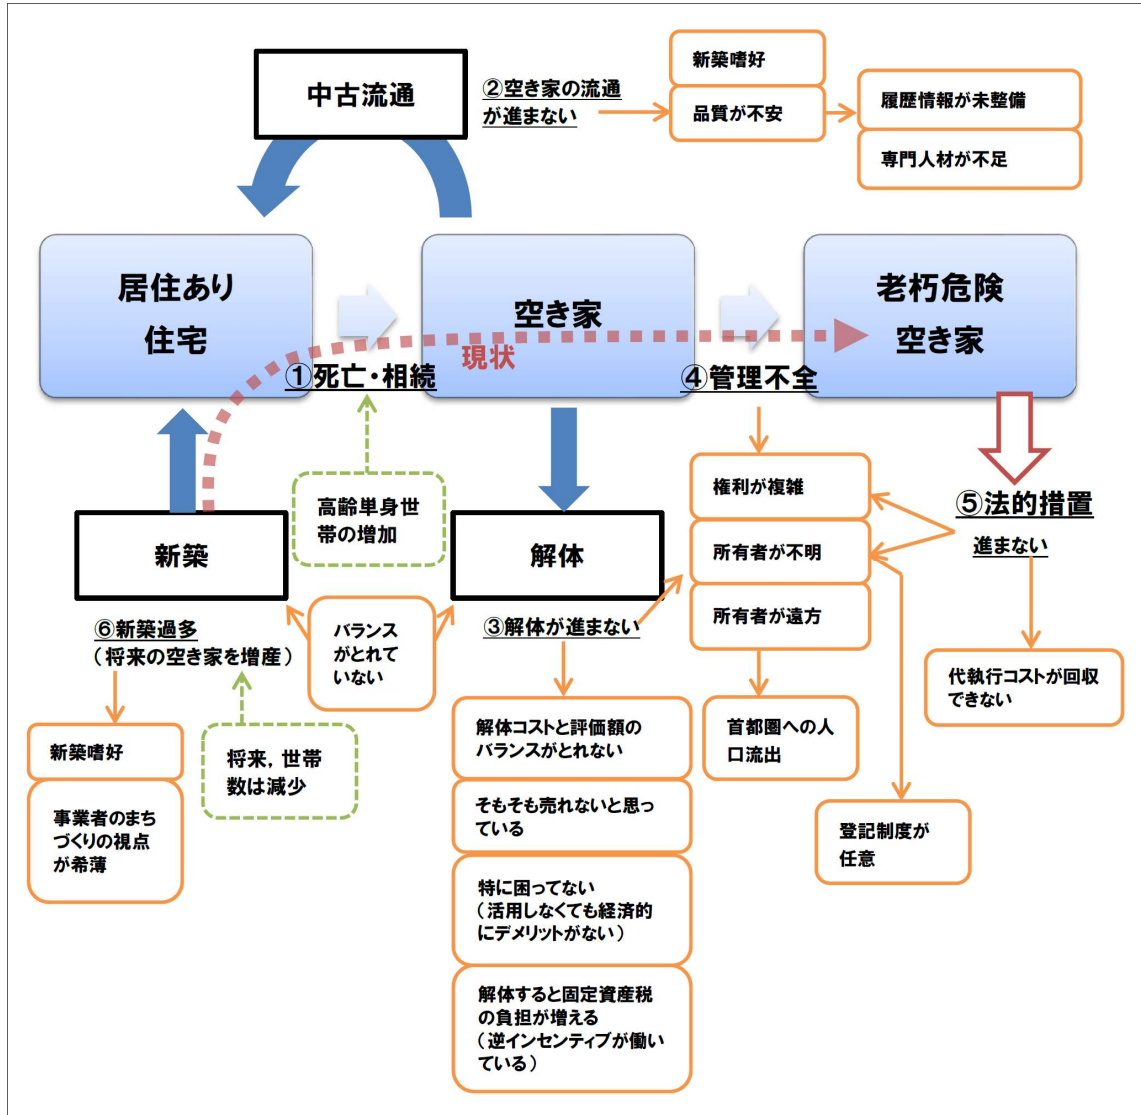 中古流通
②空き家の流通
が進まない
新築嗜好
品質が不安
履歴情報が未整備
専門人材が不足
居住あり
住宅
空き家
老朽危険
空き家
現状
①死亡・相続
④管理不全
高齢単身世
帯の増加
権利が複雑
所有者が不明
所有者が遠方
⑤法的措置
進まない
新築
解体
⑥新築過多
（将来の空き家を増産）
バランス
がとれて
いない
③解体が進まない
代執行コストが回収
できない
新築嗜好
事業者のまち
づくりの視点
が希薄
将来，世帯
数は減少
解体コストと評価額の
バランスがとれない
そもそも売れないと思っ
ている
特に困ってない
（活用しなくても経済的
にデメリットがない）
解体すると固定資産税
の負担が増える
（逆インセンティブが働い
ている）
首都圏への人
口流出
登記制度が
任意